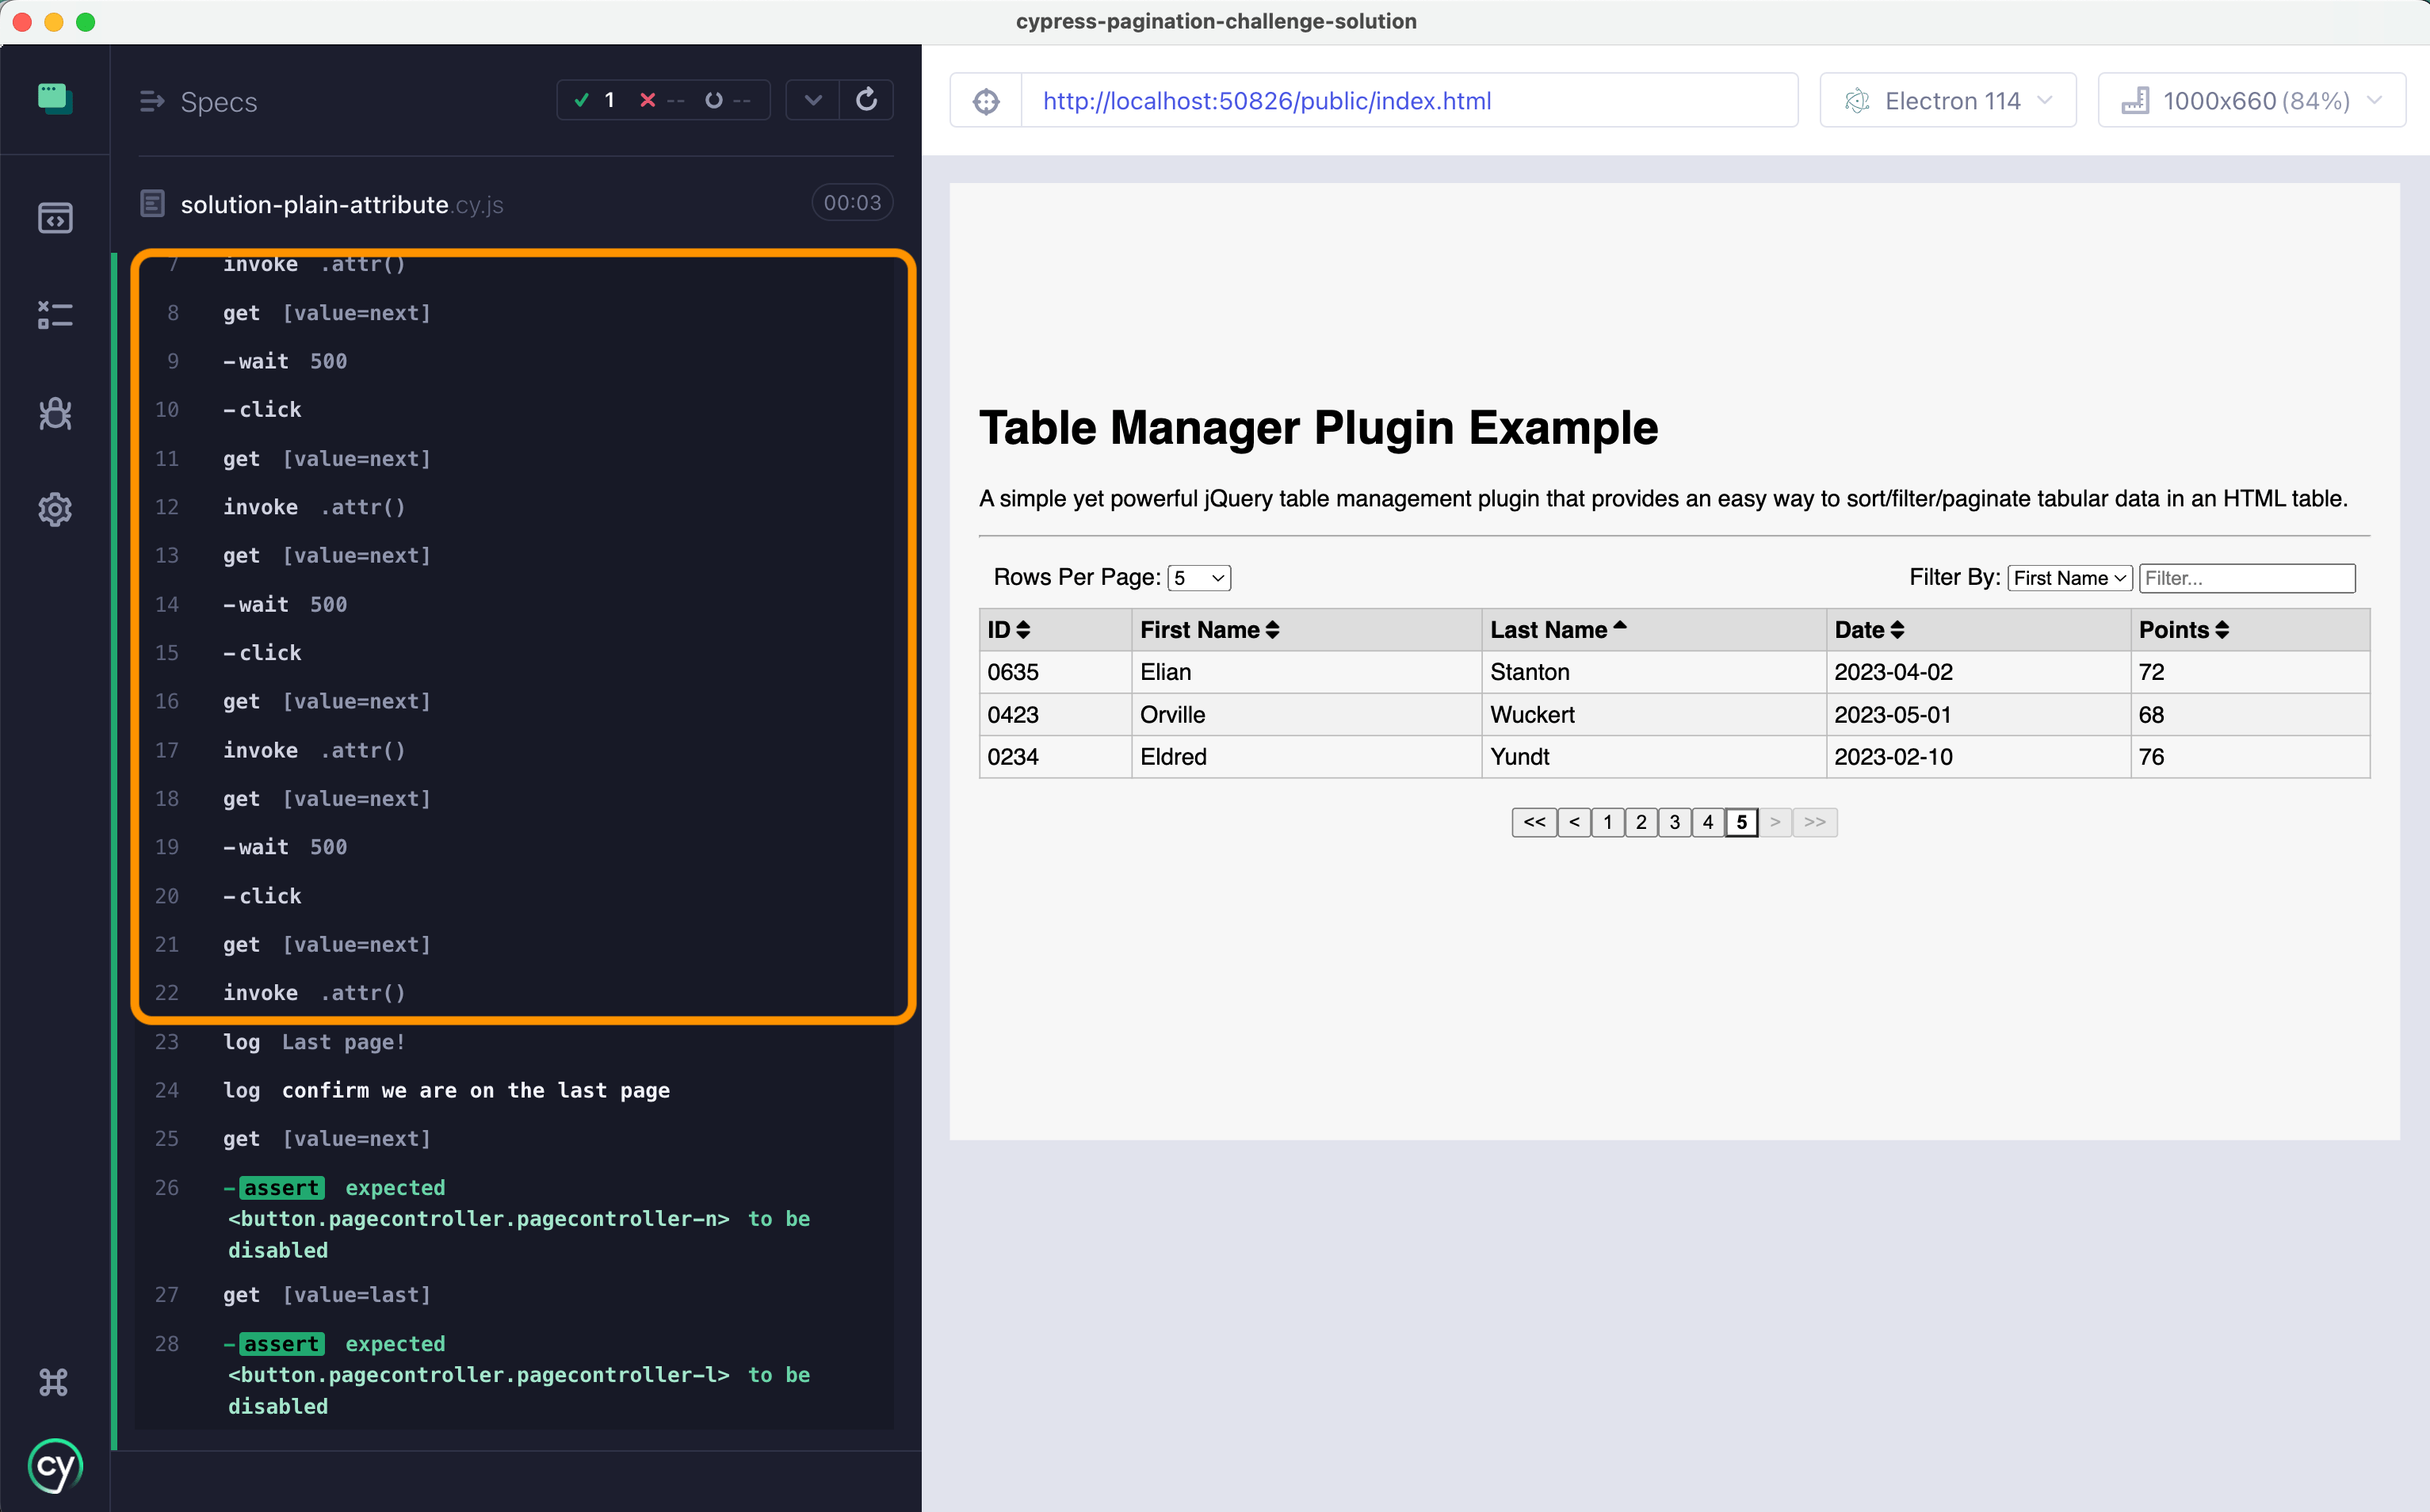 cypress-pagination-challenge-solution
Specs
1 -- --
http://localhost:50826/public/index.html
Electron 114
1000x660 (84%)
solution-plain-attribute.cy.js
00:03
7 invoke .attr()
8 get [value=next]
9 -wait 500
10 -click
11 get [value=next]
12 invoke .attr()
13 get [value=next]
14 -wait 500
15 -click
16 get [value=next]
17 invoke .attr()
18 get [value=next]
19 -wait 500
20 -click
21 get [value=next]
22 invoke .attr()
23 log Last page!
24 log confirm we are on the last page
25 get [value=next]
26 -assert expected
<button.pagecontroller.pagecontroller-n> to be
disabled
27 get [value=last]
28 -assert expected
<button.pagecontroller.pagecontroller-l> to be
disabled
cy
Table Manager Plugin Example
A simple yet powerful jQuery table management plugin that provides an easy way to sort/filter/paginate tabular data in an HTML table.
Rows Per Page: 5
Filter By: First Name Filter...
ID First Name Last Name Date Points
0635 Elian Stanton 2023-04-02 72
0423 Orville Wuckert 2023-05-01 68
0234 Eldred Yundt 2023-02-10 76
<< < 1 2 3 4 5 > >>